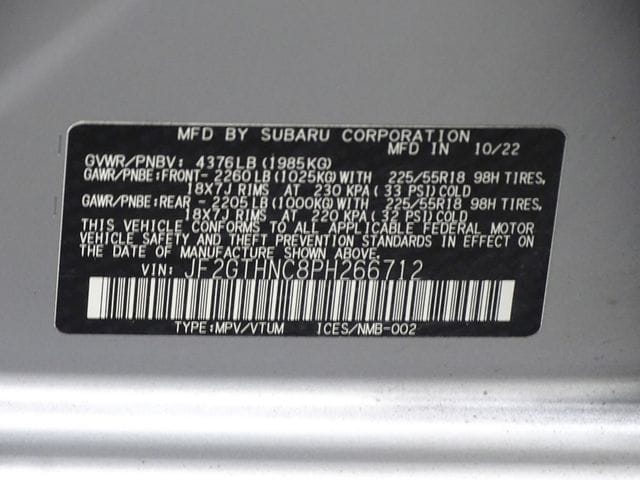 MFD BY SUBARU CORPORATION
MFD IN 10/22
GVWR/PNBV: 4376LB(1985KG)
GAWR/PNBE:FRONT- 2260LB(1025KG)WITH 225/55R18 98H TIRES,
18X7J RIMS AT 230 KPA( 33 PSI)COLD
GAWR/PNBE:REAR - 2205LB(1000KG)WITH 225/55R18 98H TIRES,
18X7J RIMS AT 220 KPA( 32 PSI)COLD
THIS VEHICLE CONFORMS TO ALL APPLICABLE FEDERAL MOTOR
VEHICLE SAFETY AND THEFT PREVENTION STANDARDS IN EFFECT ON
THE DATE OF MANUFACTURE SHOWN ABOVE.
VIN: JF2GTHNC8PH266712
TYPE:MPV/VTUM ICES/NMB-002